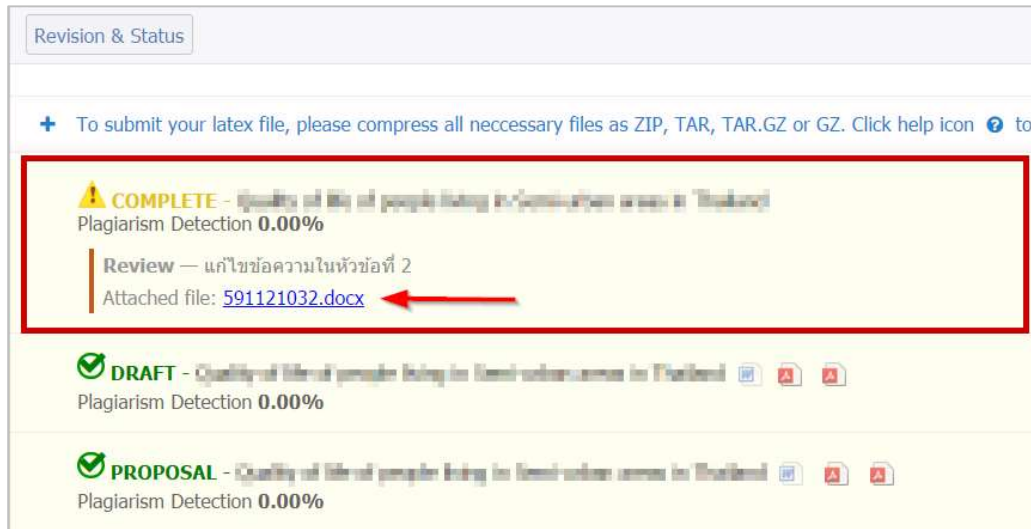 Revision & Status
To submit your latex file, please compress all neccessary files as ZIP, TAR, TAR.GZ or GZ. Click help icon to
COMPLETE -
Plagiarism Detection 0.00%
Review — แก้ไขข้อความในหัวข้อที่ 2
Attached file: 591121032.docx
DRAFT -
Plagiarism Detection 0.00%
PROPOSAL -
Plagiarism Detection 0.00%